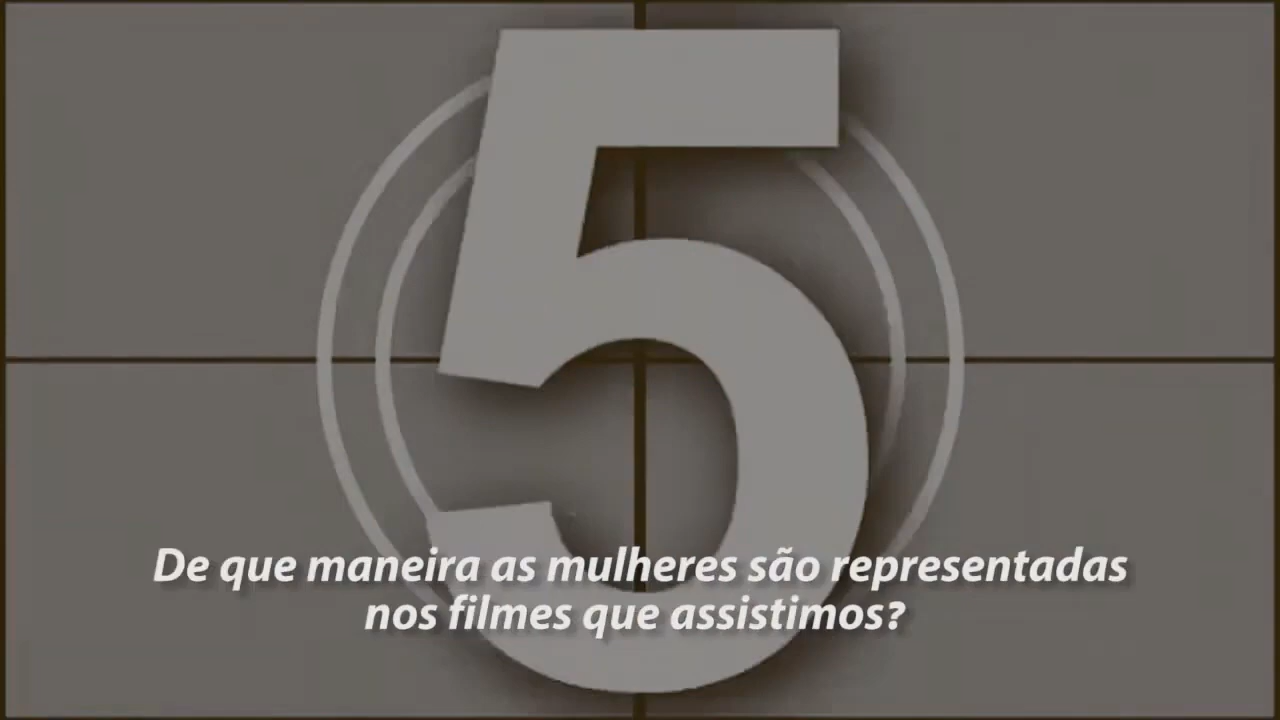 5
De que maneira as mulheres são representadas
nos filmes que assistimos?